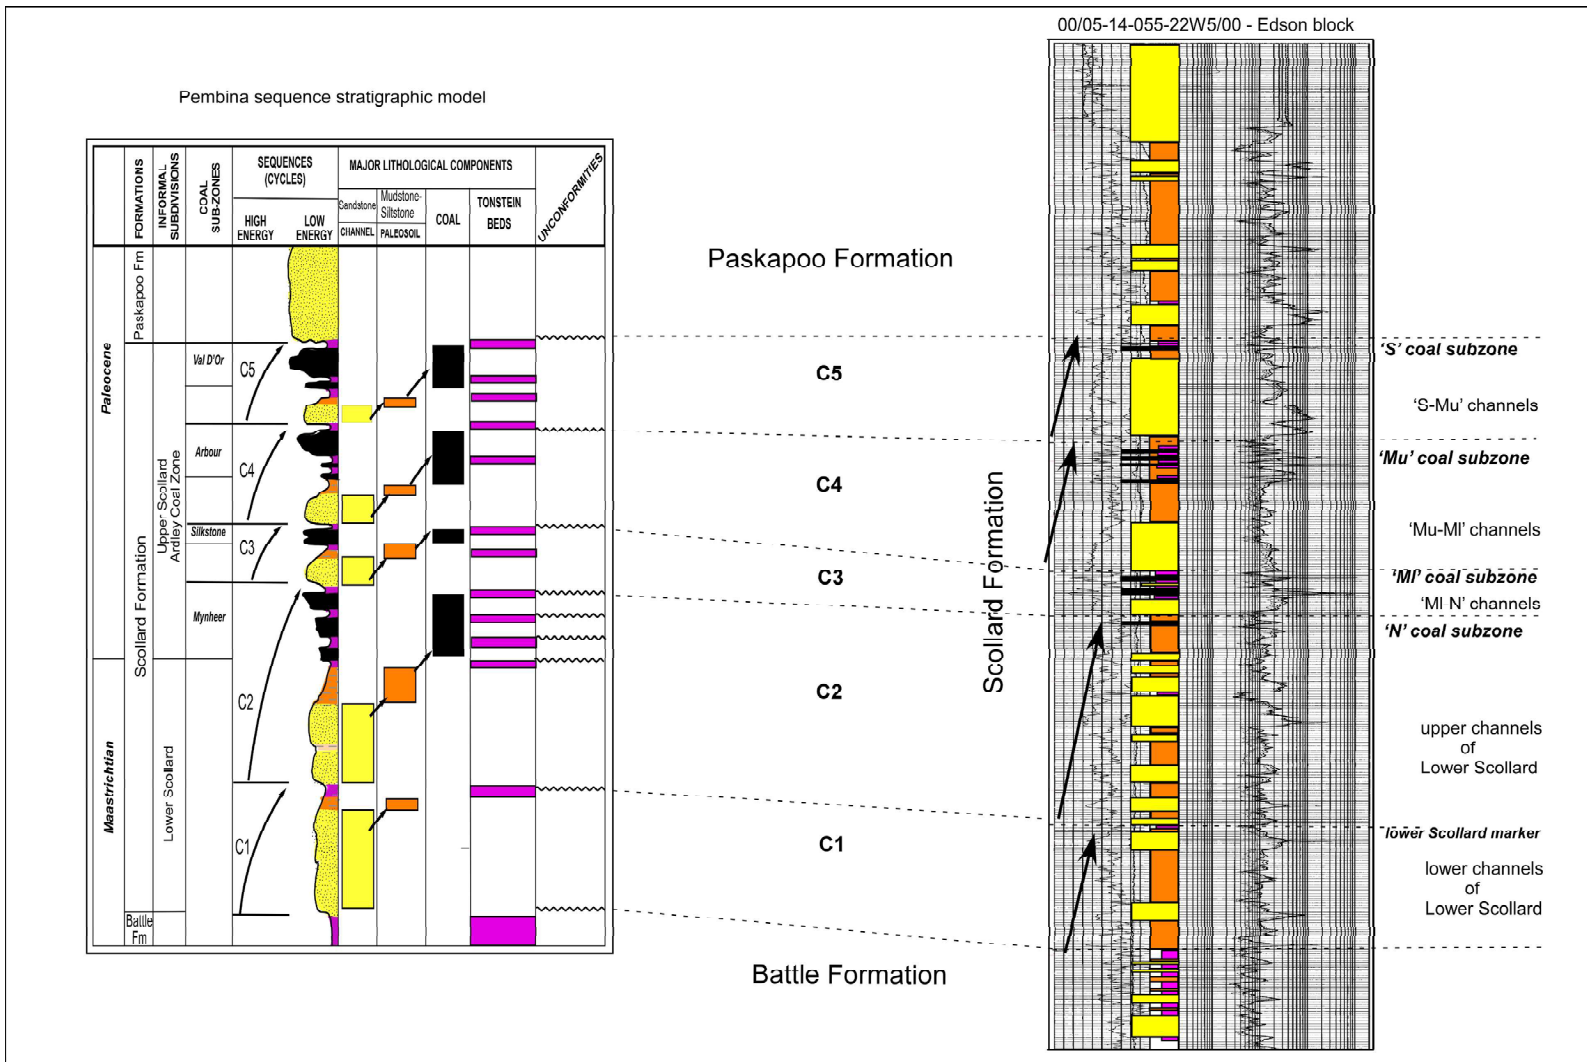 00/05-14-055-22W5/00 - Edson block
Pembina sequence stratigraphic model
FORMATIONS
INFORMAL
SUBDIVISIONS
COAL
SUB-ZONES
SEQUENCES
(CYCLES)
HIGH
ENERGY
LOW
ENERGY
MAJOR LITHOLOGICAL COMPONENTS
Sandstone
CHANNEL
Mudstone-
Siltstone
PALEOSOIL
COAL
TONSTEIN
BEDS
UNCONFORMITIES
Paleocene
Maastrichtian
Paskapoo Fm
Scollard Formation
Battle
Fm
Upper Scollard
Ardley Coal Zone
Lower Scollard
Val D'Or
Arbour
Silkstone
Mynheer
C5
C4
C3
C2
C1
Paskapoo Formation
C5
C4
C3
C2
C1
Scollard Formation
Battle Formation
'S' coal subzone
'S-Mu' channels
'Mu' coal subzone
'Mu-Ml' channels
'Ml' coal subzone
'Ml N' channels
'N' coal subzone
upper channels
of
Lower Scollard
lower Scollard marker
lower channels
of
Lower Scollard